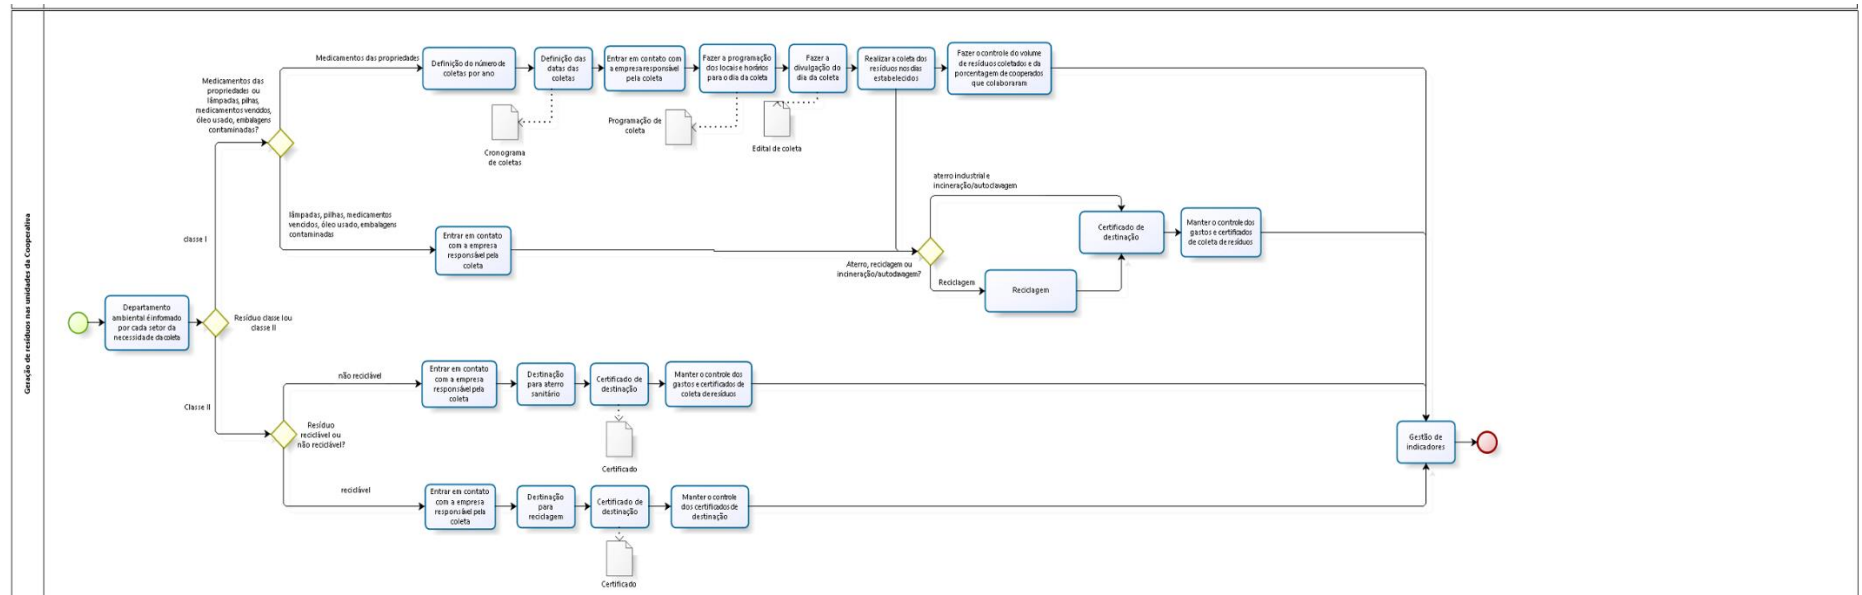 Geração de resíduos nas unidades da Cooperativa
Departamento
ambiental é infomado
por cada setor da
necessidade da coleta
Resíduo classe I ou
classe II
classe I
Classe II
Medicamentos das
propriedades ou
lâmpadas, pilhas,
medicamentos vencidos,
óleo usado, embalagens
contaminadas?
Medicamentos das propriedades
Definição do número de
coletas por ano
Definição das
datas das
coletas
Cronograma
de coletas
Entrar em contato com
a empresa responsável
pela coleta
Fazer a programação
dos locais e horários
para o dia da coleta
Programação de
coleta
Fazer a
divulgação do
dia da coleta
Edital de coleta
Realizar a coleta dos
resíduos nos dias
estabelecidos
Fazer o controle do volume
de resíduos coletados e da
porcentagem de cooperados
que colaboraram
lâmpadas, pilhas, medicamentos
vencidos, óleo usado, embalagens
contaminadas
Entrar em contato
com a empresa
responsável pela
coleta
Aterro, reciclagem ou
incineração/autoclavagem?
aterro industrial e
incineração/autoclavagem
Reciclagem
Reciclagem
Certificado de
destinação
Manter o controle dos
gastos e certificados
de coleta de resíduos
Resíduo
reciclável ou
não reciclável?
não reciclável
Entrar em contato
com a empresa
responsável pela
coleta
Destinação
para aterro
sanitário
Certificado de
destinação
Certificado
Manter o controle dos
gastos e certificados de
coleta de resíduos
reciclável
Entrar em contato
com a empresa
responsável pela
coleta
Destinação
para
reciclagem
Certificado de
destinação
Certificado
Manter o controle
dos certificados de
destinação
Gestão de
indicadores